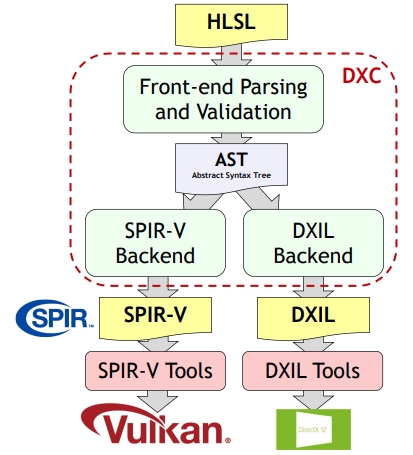 HLSL
DXC
Front-end Parsing
and Validation
AST
Abstract Syntax Tree
SPIR-V
Backend
DXIL
Backend
SPIR™
SPIR-V
DXIL
SPIR-V Tools
DXIL Tools
Vulkan®
DirectX 12